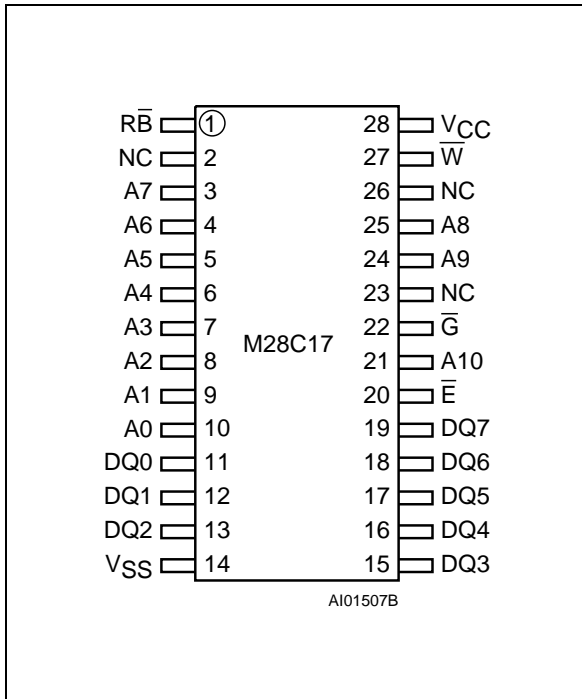 RB̅ 1 28 VCC
NC 2 27 W̅
A7 3 26 NC
A6 4 25 A8
A5 5 24 A9
A4 6 23 NC
A3 7 22 G̅
M28C17
A2 8 21 A10
A1 9 20 E̅
A0 10 19 DQ7
DQ0 11 18 DQ6
DQ1 12 17 DQ5
DQ2 13 16 DQ4
VSS 14 15 DQ3
AI01507B